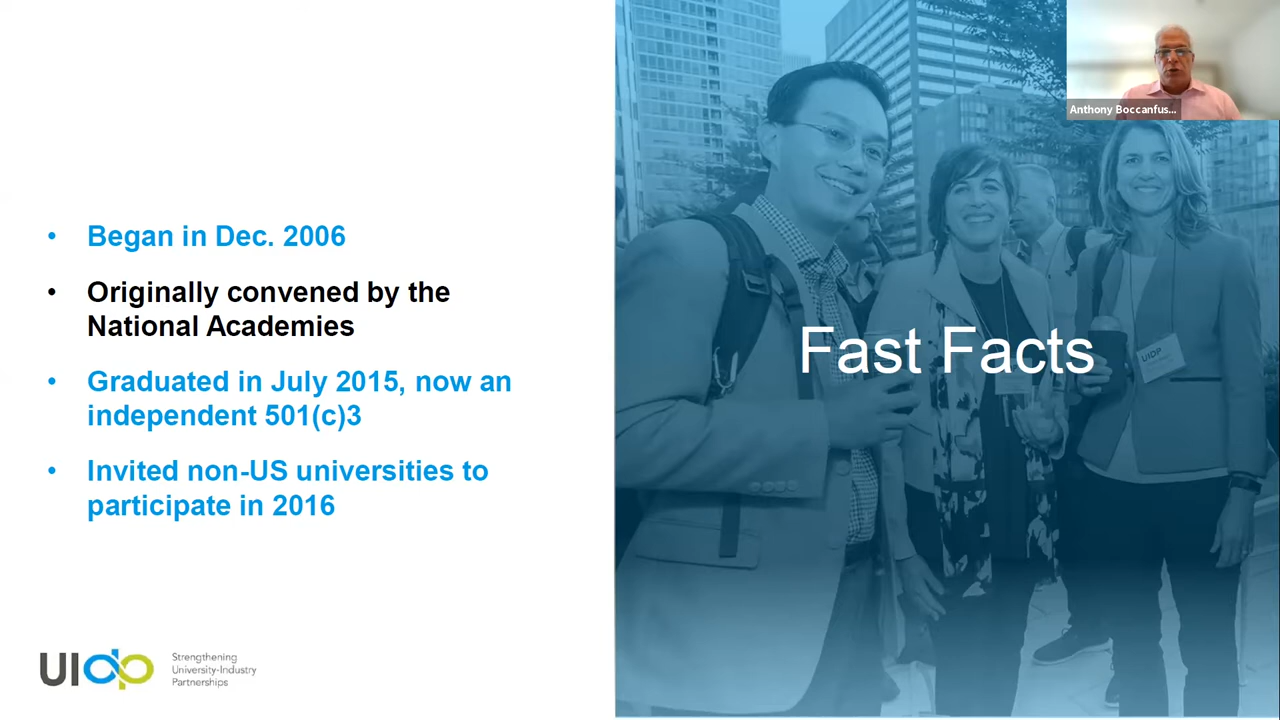 Anthony Boccanfus...
• Began in Dec. 2006
• Originally convened by the
National Academies
• Graduated in July 2015, now an
independent 501(c)3
• Invited non-US universities to
participate in 2016
Fast Facts
UIDP
UIdp
Strengthening
University-Industry
Partnerships